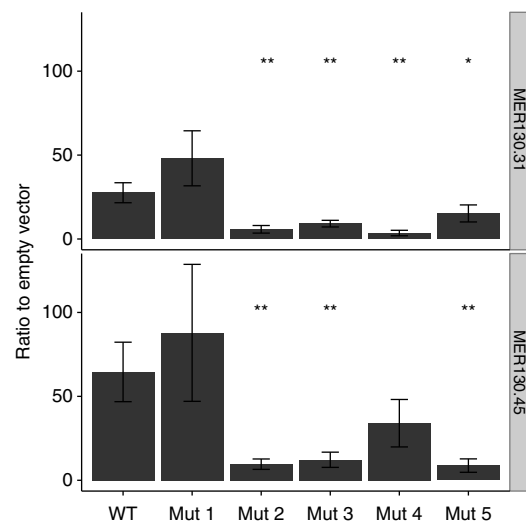 Ratio to empty vector
100
50
0
** ** ** *
MER130.31
100
50
0
** ** **
MER130.45
WT Mut 1 Mut 2 Mut 3 Mut 4 Mut 5